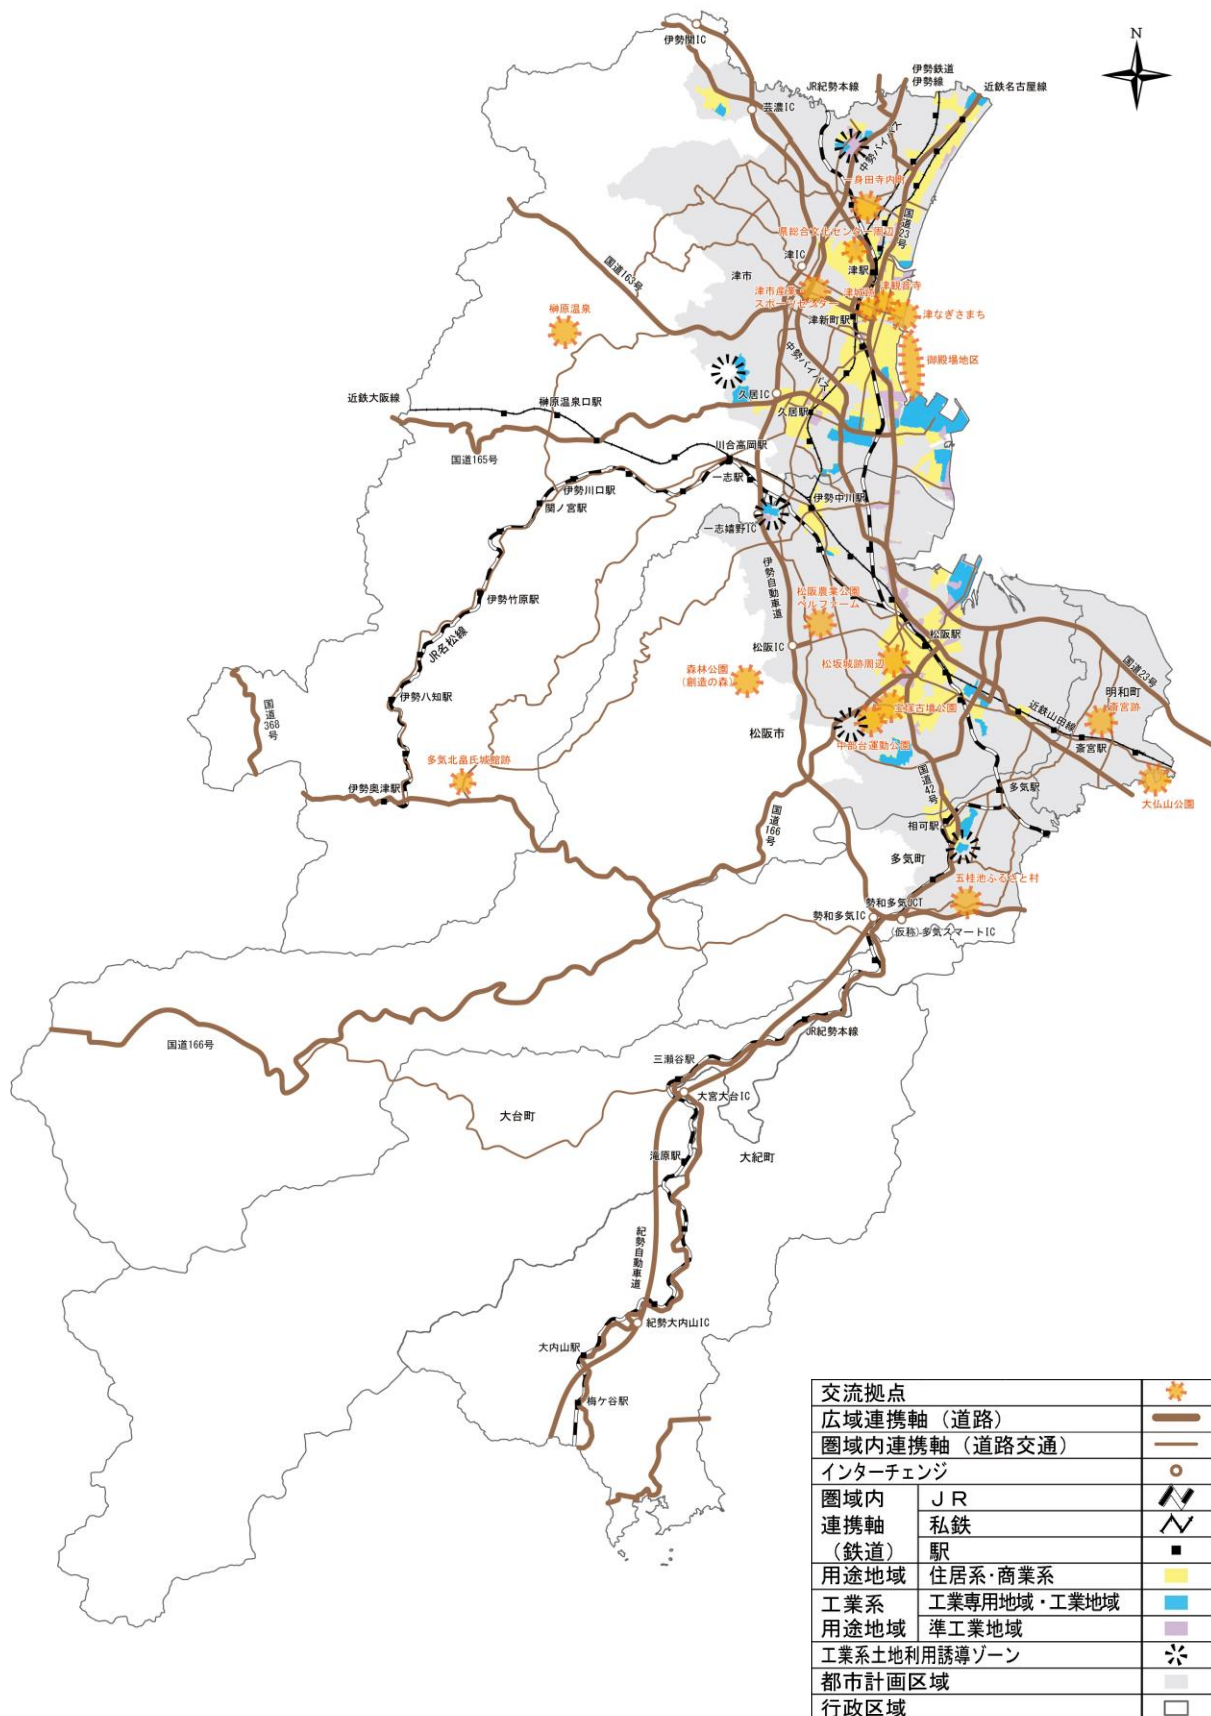 N
伊勢関IC
伊勢鉄道
伊勢線
JR紀勢本線
近鉄名古屋線
芸濃IC
中勢バイパス
一身田寺内町
国道23号
県総合文化センター周辺
津IC
津駅
津市
国道163号
津市産業
スポーツセンター
津城跡
津観音寺
榊原温泉
津新町駅
津なぎさまち
中勢バイパス
御殿場地区
近鉄大阪線
榊原温泉口駅
久居IC
久居駅
国道165号
川合高岡駅
一志駅
伊勢川口駅
関ノ宮駅
伊勢中川駅
一志嬉野IC
伊勢自動車道
伊勢竹原駅
松阪農業公園
ベルファーム
JR名松線
松阪IC
松阪駅
松坂城跡周辺
国道23号
森林公園
(創造の森)
伊勢八知駅
国道368号
明和町
斎宮跡
宝塚古墳公園
近鉄山田線
松阪市
中部台運動公園
斎宮駅
多気北畠氏城館跡
国道42号
伊勢奥津駅
多気駅
大仏山公園
国道166号
相可駅
多気町
五桂池ふるさと村
勢和多気JCT
勢和多気IC
(仮称)多気スマートIC
JR紀勢本線
国道166号
三瀬谷駅
大宮大台IC
大台町
滝原駅
大紀町
紀勢自動車道
紀勢大内山IC
大内山駅
梅ケ谷駅
交流拠点
広域連携軸（道路）
圏域内連携軸（道路交通）
インターチェンジ
圏域内 ＪＲ
連携軸 私鉄
（鉄道） 駅
用途地域 住居系･商業系
工業系 工業専用地域・工業地域
用途地域 準工業地域
工業系土地利用誘導ゾーン
都市計画区域
行政区域